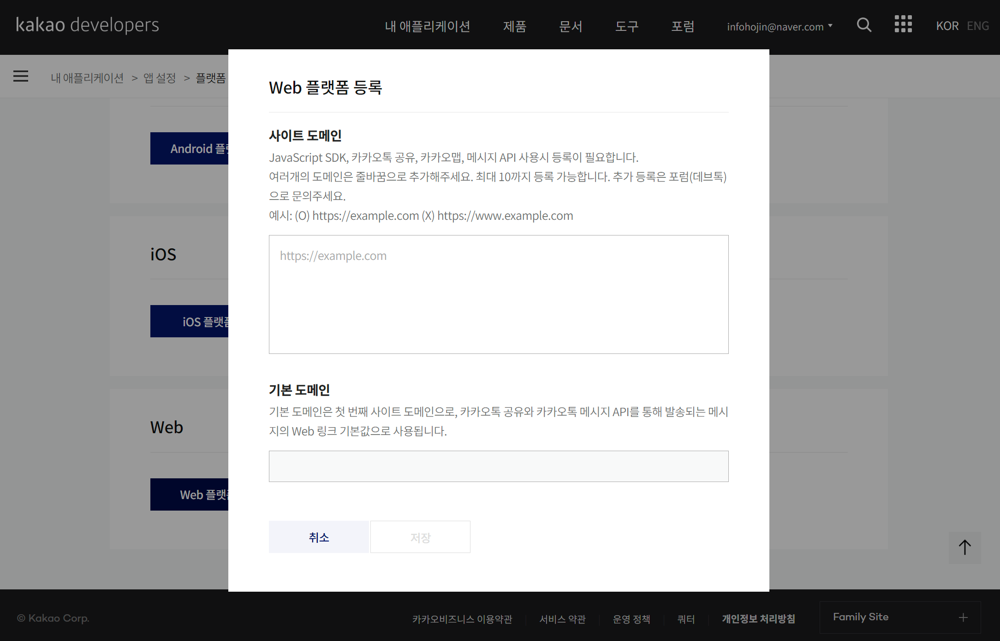 kakao developers
내 애플리케이션 제품 문서 도구 포럼 infohojin@naver.com KOR ENG
내 애플리케이션 > 앱 설정 > 플랫폼
Android 플랫
iOS
iOS 플랫폼
Web
Web 플랫폼
Web 플랫폼 등록
사이트 도메인
JavaScript SDK, 카카오톡 공유, 카카오맵, 메시지 API 사용시 등록이 필요합니다.
여러개의 도메인은 줄바꿈으로 추가해주세요. 최대 10까지 등록 가능합니다. 추가 등록은 포럼(데브톡)
으로 문의주세요.
예시: (O) https://example.com (X) https://www.example.com
https://example.com
기본 도메인
기본 도메인은 첫 번째 사이트 도메인으로, 카카오톡 공유와 카카오톡 메시지 API를 통해 발송되는 메시
지의 Web 링크 기본값으로 사용됩니다.
취소 저장
© Kakao Corp.
카카오비즈니스 이용약관 서비스 약관 운영 정책 쿼터 개인정보 처리방침 Family Site